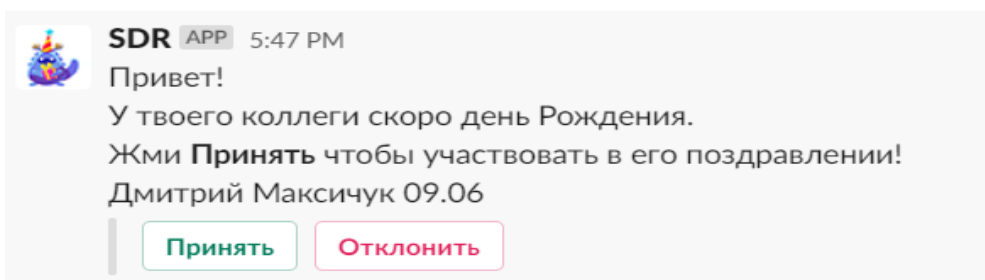 SDR APP 5:47 PM
Привет!
У твоего коллеги скоро день Рождения.
Жми Принять чтобы участвовать в его поздравлении!
Дмитрий Максичук 09.06
Принять Отклонить